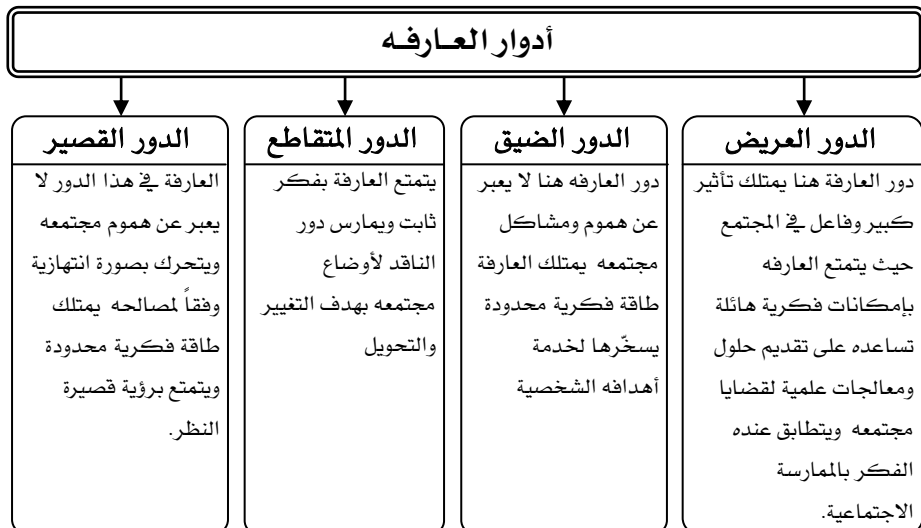 أدوار العـارفـه
الدور العريض
دور العارفة هنا يمتلك تأثير
كبير وفاعل في المجتمع
حيث يتمتع العارفه
بإمكانات فكرية هائلة
تساعده على تقديم حلول
ومعالجات علمية لقضايا
مجتمعه ويتطابق عنده
الفكر بالممارسة
الاجتماعية.
الدور الضيق
دور العارفه هنا لا يعبر
عن هموم ومشاكل
مجتمعه يمتلك العارفة
طاقة فكرية محدودة
يسخّرها لخدمة
أهدافه الشخصية
الدور المتقاطع
يتمتع العارفة بفكر
ثابت ويمارس دور
الناقد لأوضاع
مجتمعه بهدف التغيير
والتحويل
الدور القصير
العارفة في هذا الدور لا
يعبر عن هموم مجتمعه
ويتحرك بصورة انتهازية
وفقاً لمصالحه يمتلك
طاقة فكرية محدودة
ويتمتع برؤية قصيرة
النظر.